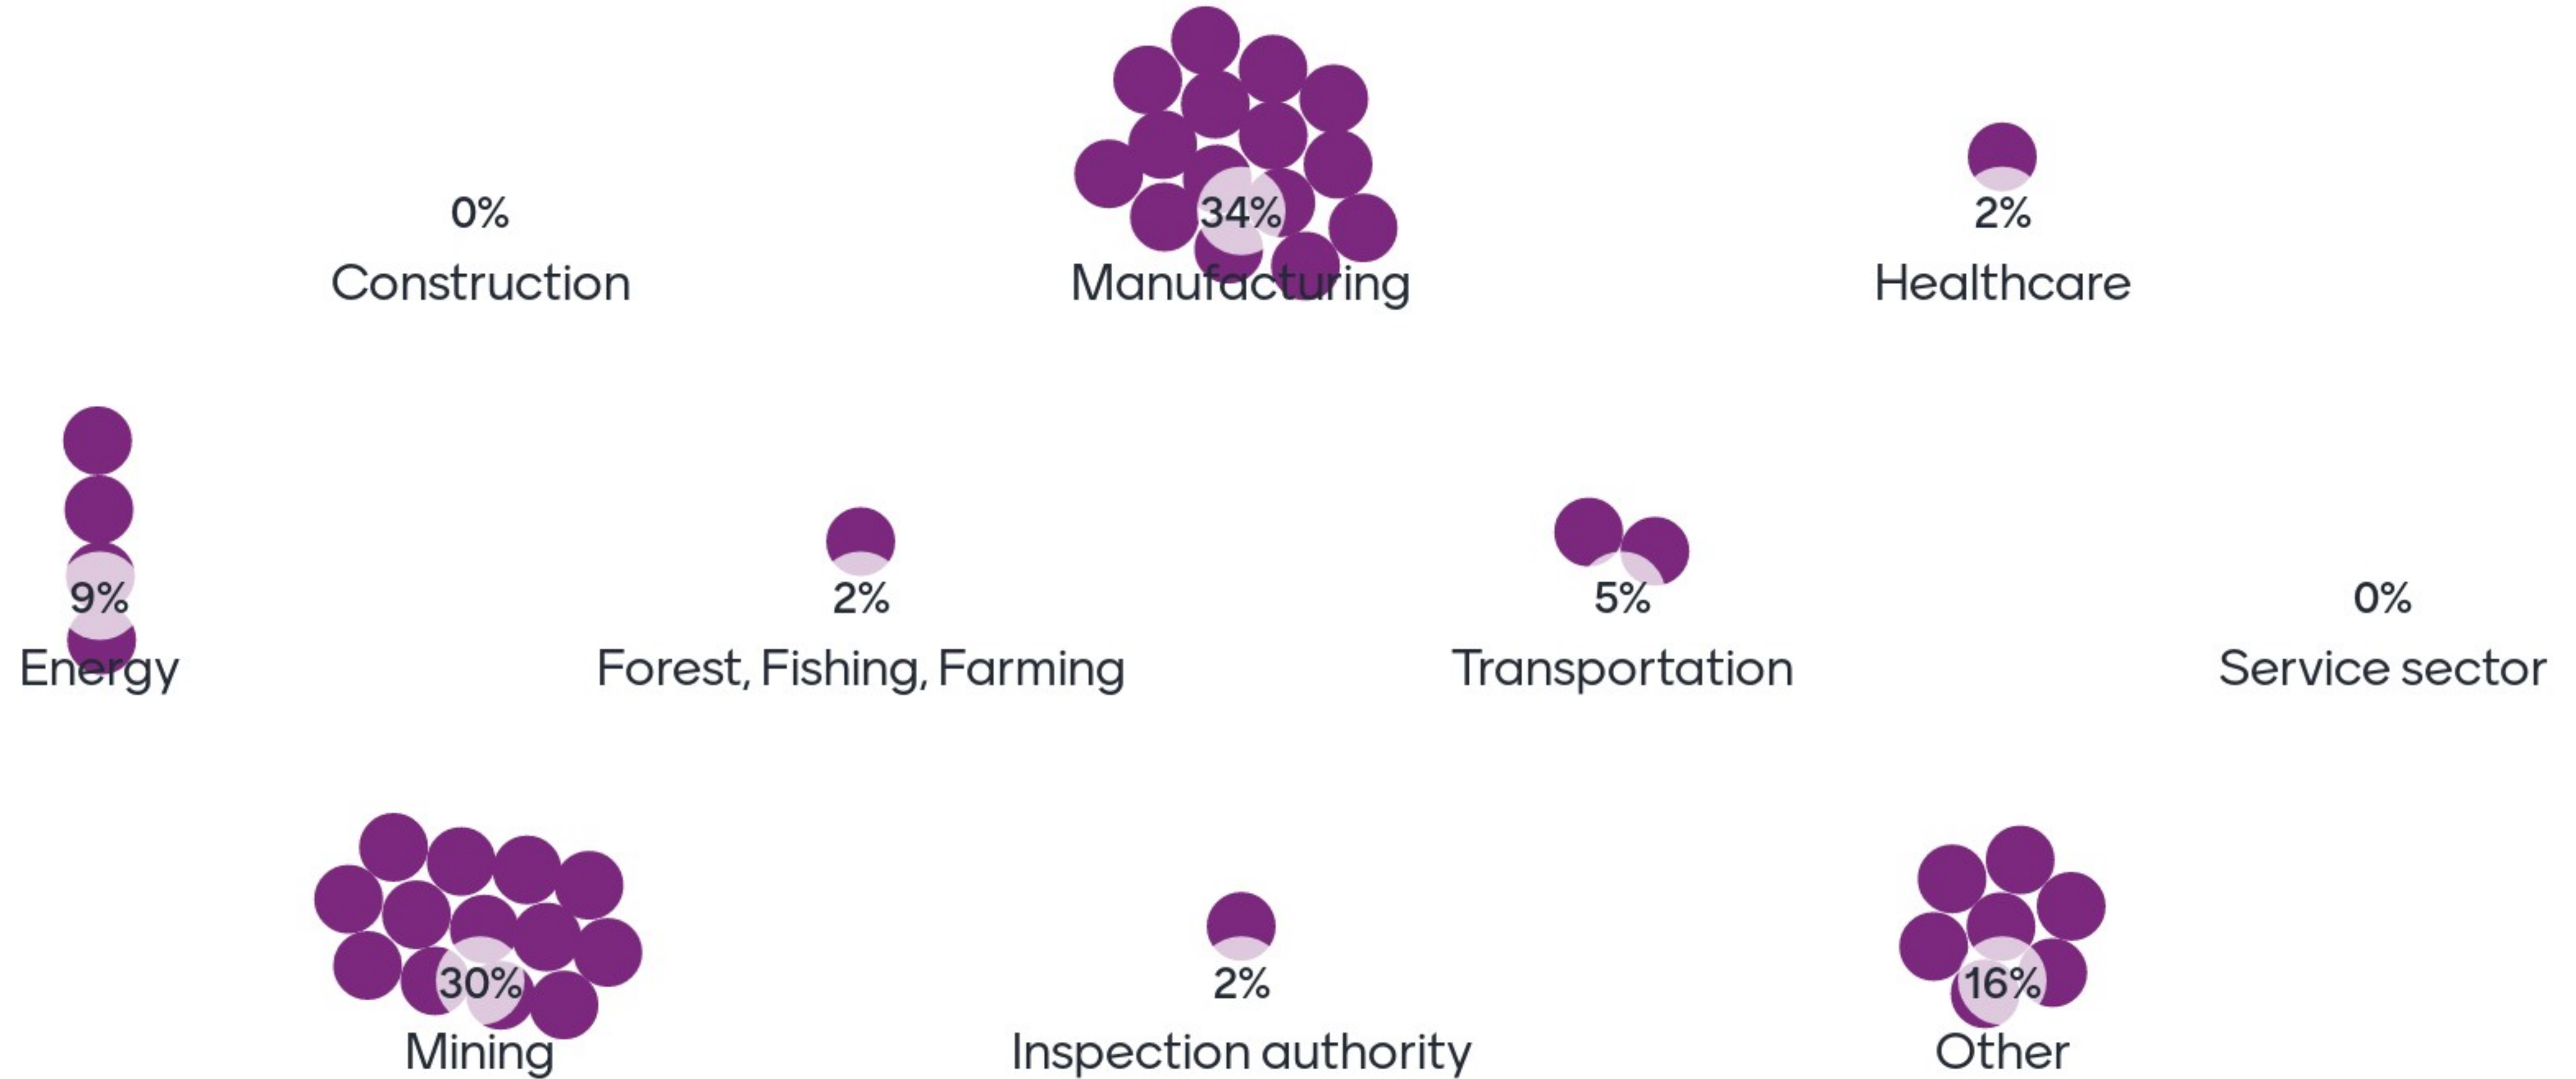 0%
Construction
34%
Manufacturing
2%
Healthcare
9%
Energy
2%
Forest, Fishing, Farming
5%
Transportation
0%
Service sector
30%
Mining
2%
Inspection authority
16%
Other